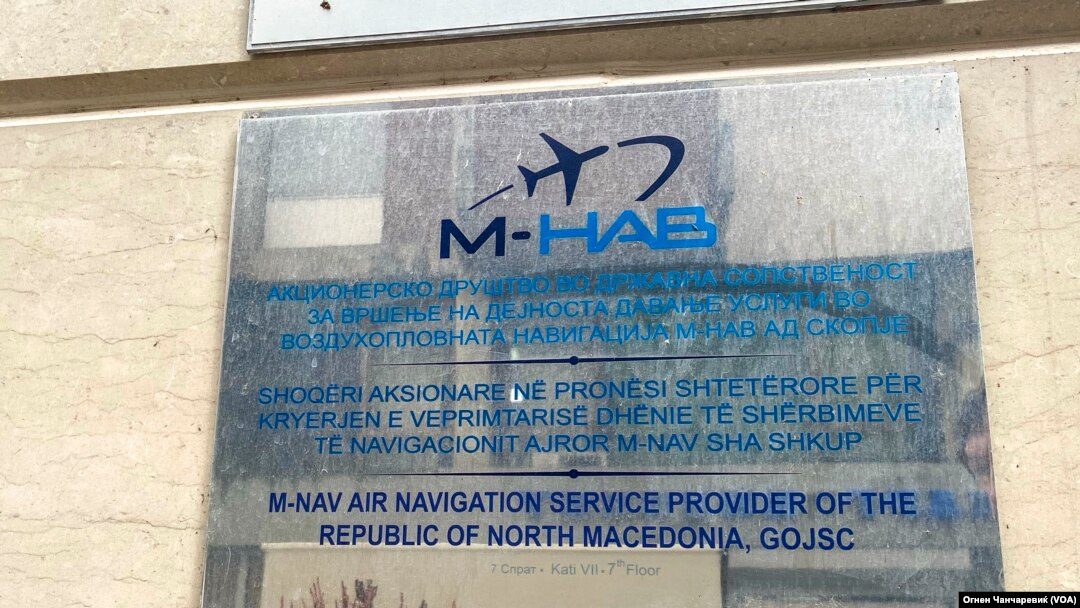 М-НАВ
АКЦИОНЕРСКО ДРУШТВО ВО ДРЖАВНА СОПСТВЕНОСТ
ЗА ВРШЕЊЕ НА ДЕЈНОСТА ДАВАЊЕ УСЛУГИ ВО
ВОЗДУХОПЛОВНАТА НАВИГАЦИЈА М-НАВ АД СКОПЈЕ
SHOQËRI AKSIONARE NË PRONËSI SHTETËRORE PËR
KRYERJEN E VEPRIMTARISË DHËNIE TË SHËRBIMEVE
TË NAVIGACIONIT AJROR M-NAV SHA SHKUP
M-NAV AIR NAVIGATION SERVICE PROVIDER OF THE
REPUBLIC OF NORTH MACEDONIA, GOJSC
7 Спрат • Kati VII • 7th Floor
Огнен Чанчаревиќ (VOA)